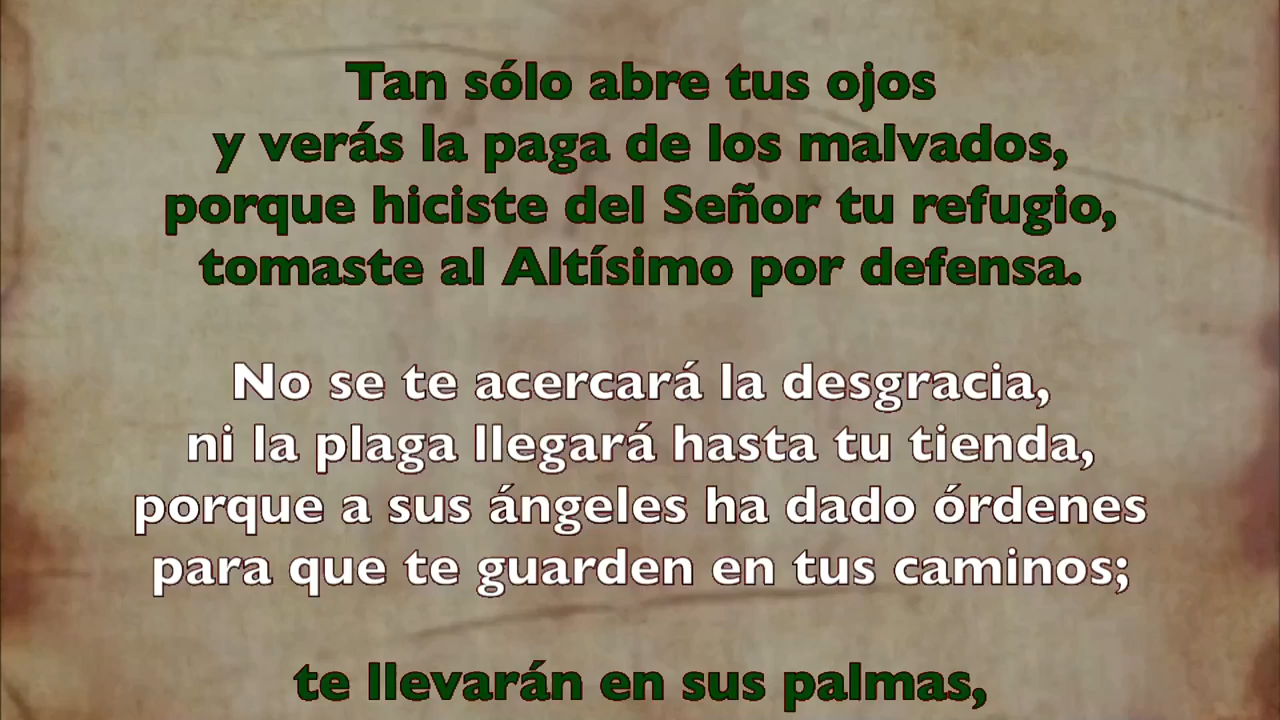 Tan sólo abre tus ojos
y verás la paga de los malvados,
porque hiciste del Señor tu refugio,
tomaste al Altísimo por defensa.
No se te acercará la desgracia,
ni la plaga llegará hasta tu tienda,
porque a sus ángeles ha dado órdenes
para que te guarden en tus caminos;
te llevarán en sus palmas,